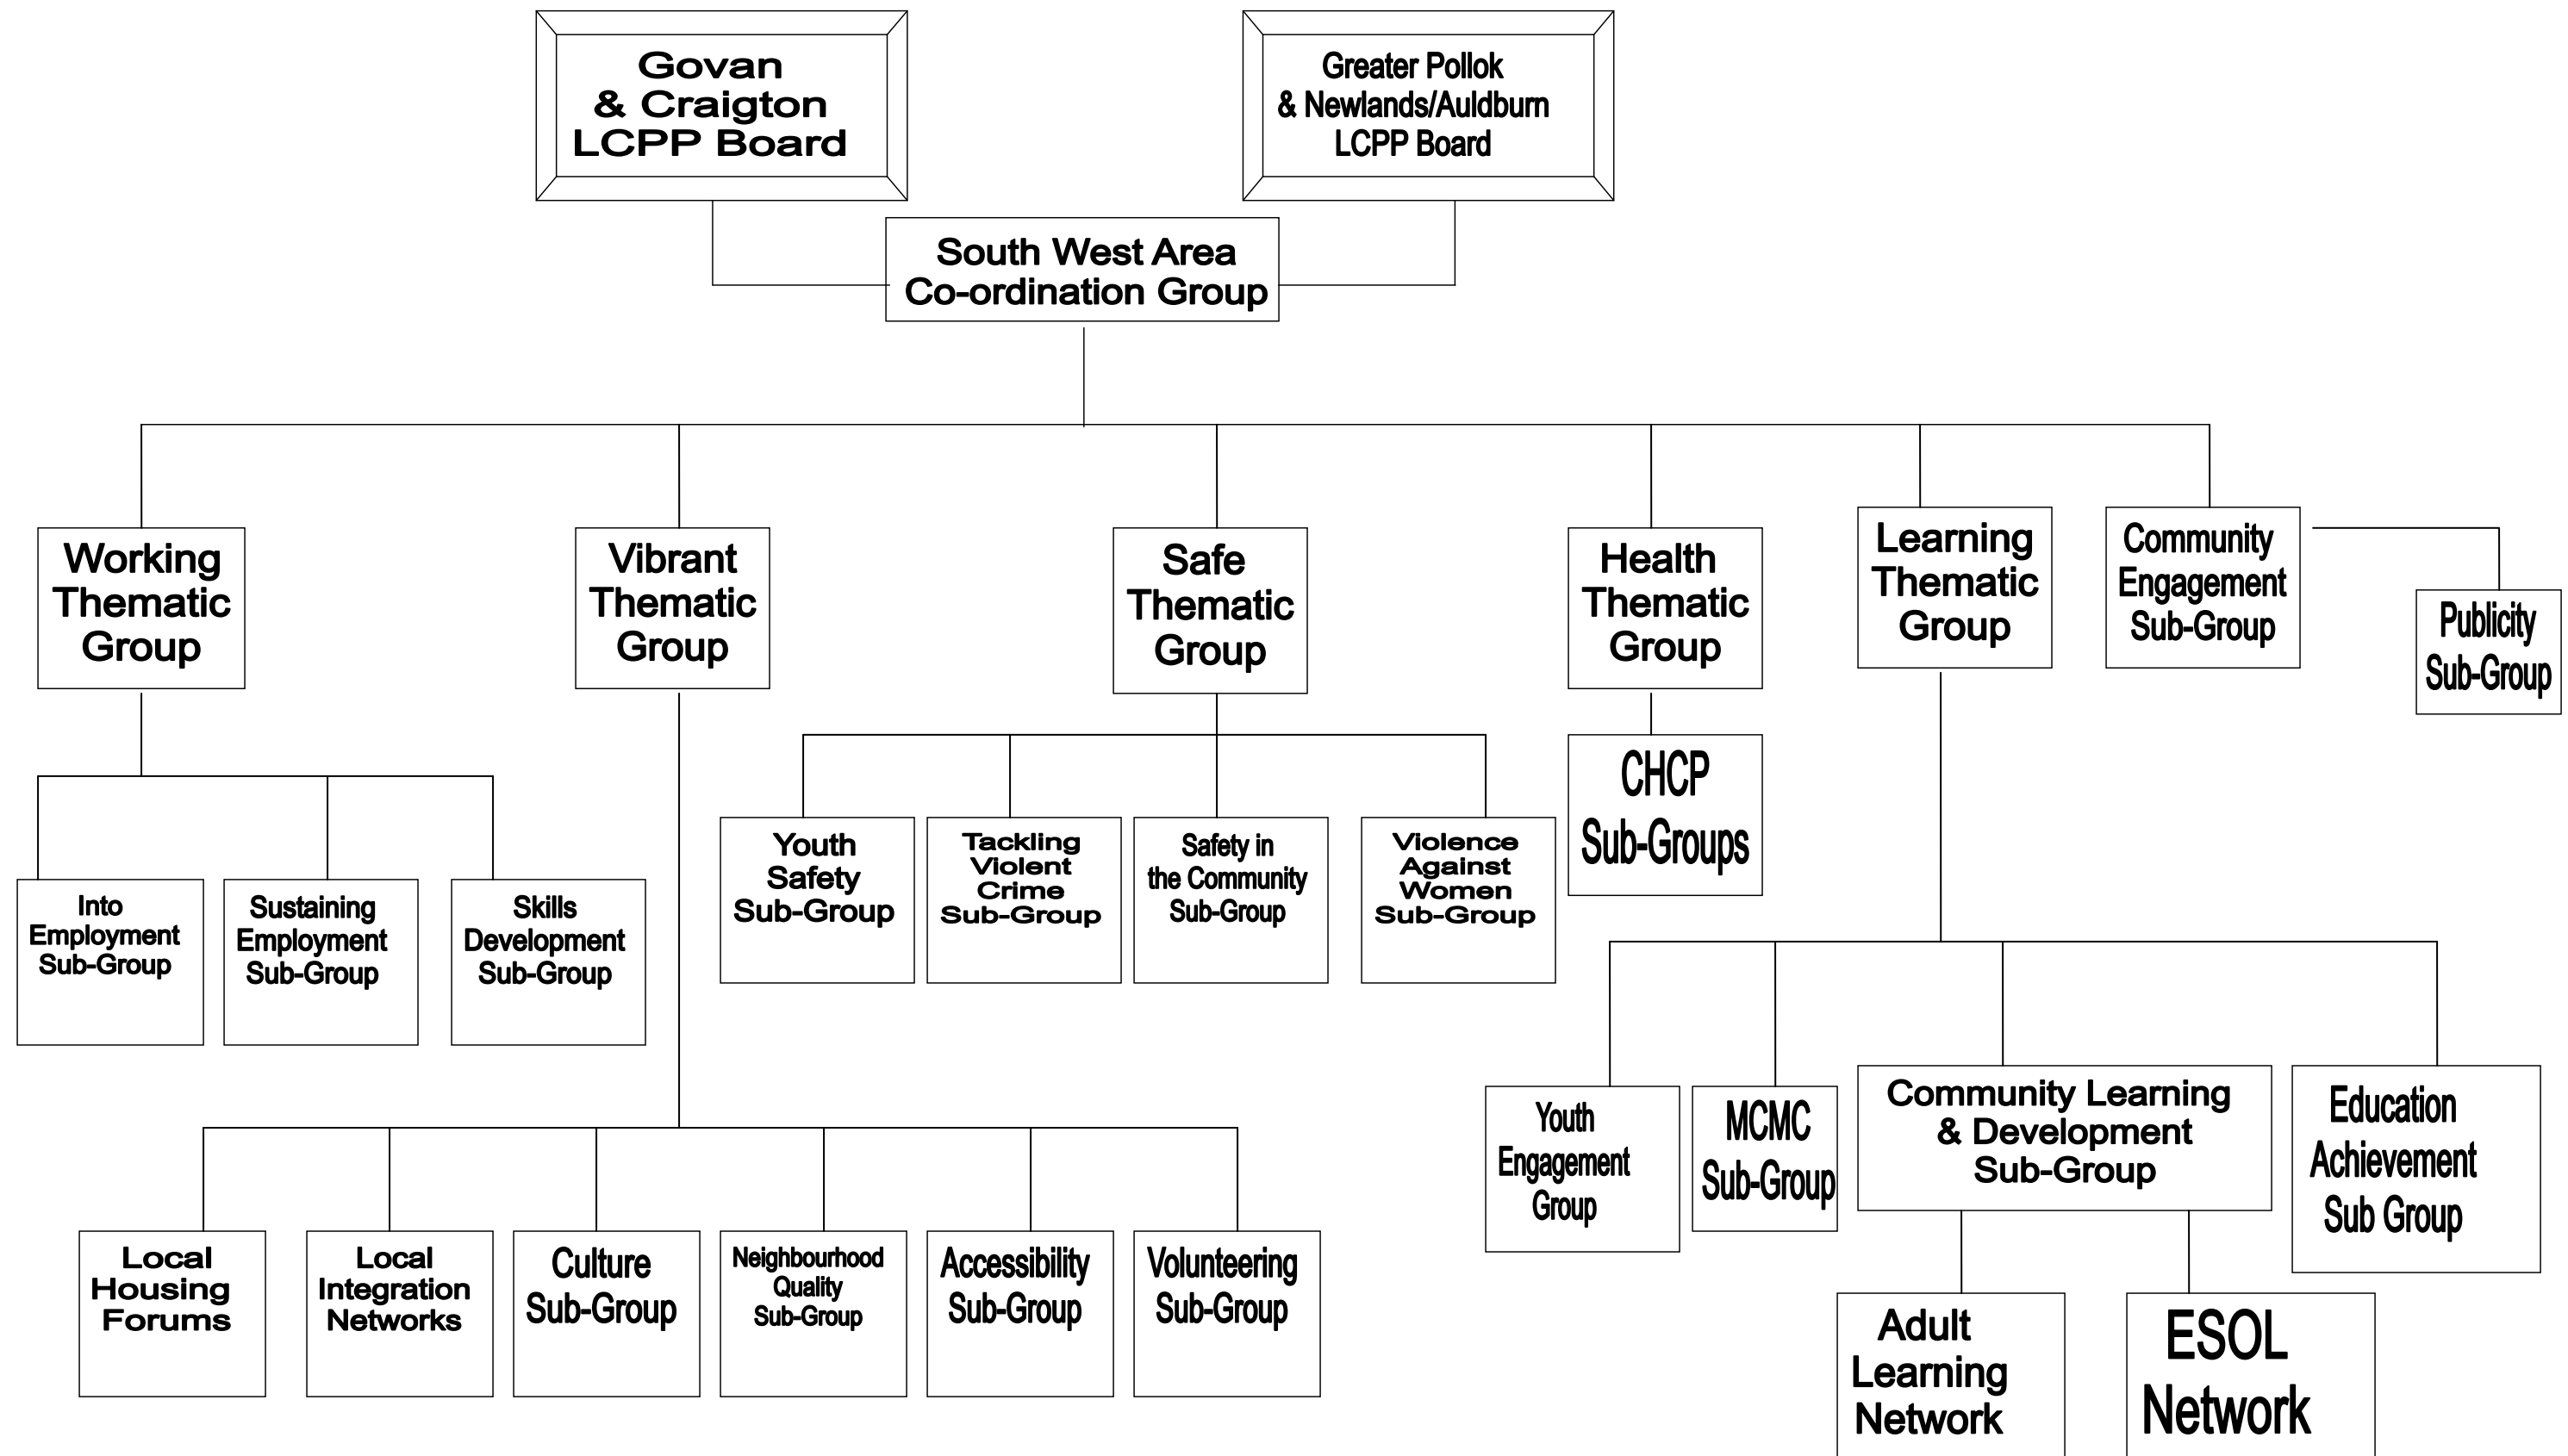 Govan
& Craigton
LCPP Board
Greater Pollok
& Newlands/Auldburn
LCPP Board
South West Area
Co-ordination Group
Working
Thematic
Group
Vibrant
Thematic
Group
Safe
Thematic
Group
Health
Thematic
Group
Learning
Thematic
Group
Community
Engagement
Sub-Group
Publicity
Sub-Group
Into
Employment
Sub-Group
Sustaining
Employment
Sub-Group
Skills
Development
Sub-Group
Youth
Safety
Sub-Group
Tackling
Violent
Crime
Sub-Group
Safety in
the Community
Sub-Group
Violence
Against
Women
Sub-Group
CHCP
Sub-Groups
Local
Housing
Forums
Local
Integration
Networks
Culture
Sub-Group
Neighbourhood
Quality
Sub-Group
Accessibility
Sub-Group
Volunteering
Sub-Group
Youth
Engagement
Group
MCMC
Sub-Group
Community Learning
& Development
Sub-Group
Education
Achievement
Sub Group
Adult
Learning
Network
ESOL
Network